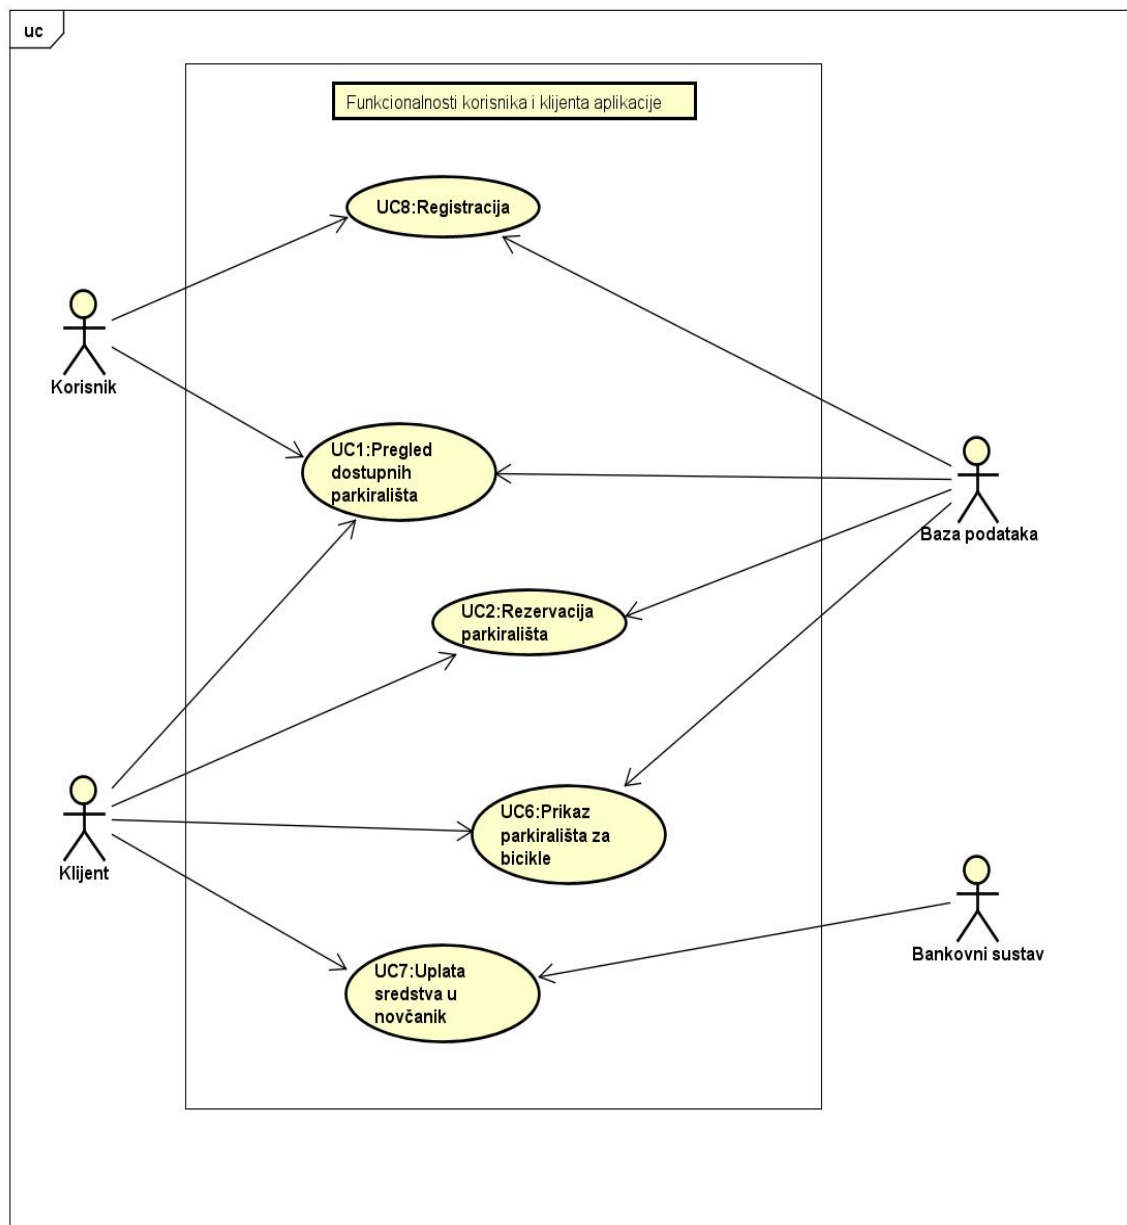 uc
Funkcionalnosti korisnika i klijenta aplikacije
UC8:Registracija
Korisnik
UC1:Pregled
dostupnih
parkirališta
Baza podataka
UC2:Rezervacija
parkirališta
Klijent
UC6:Prikaz
parkirališta za
bicikle
Bankovni sustav
UC7:Uplata
sredstva u
novčanik